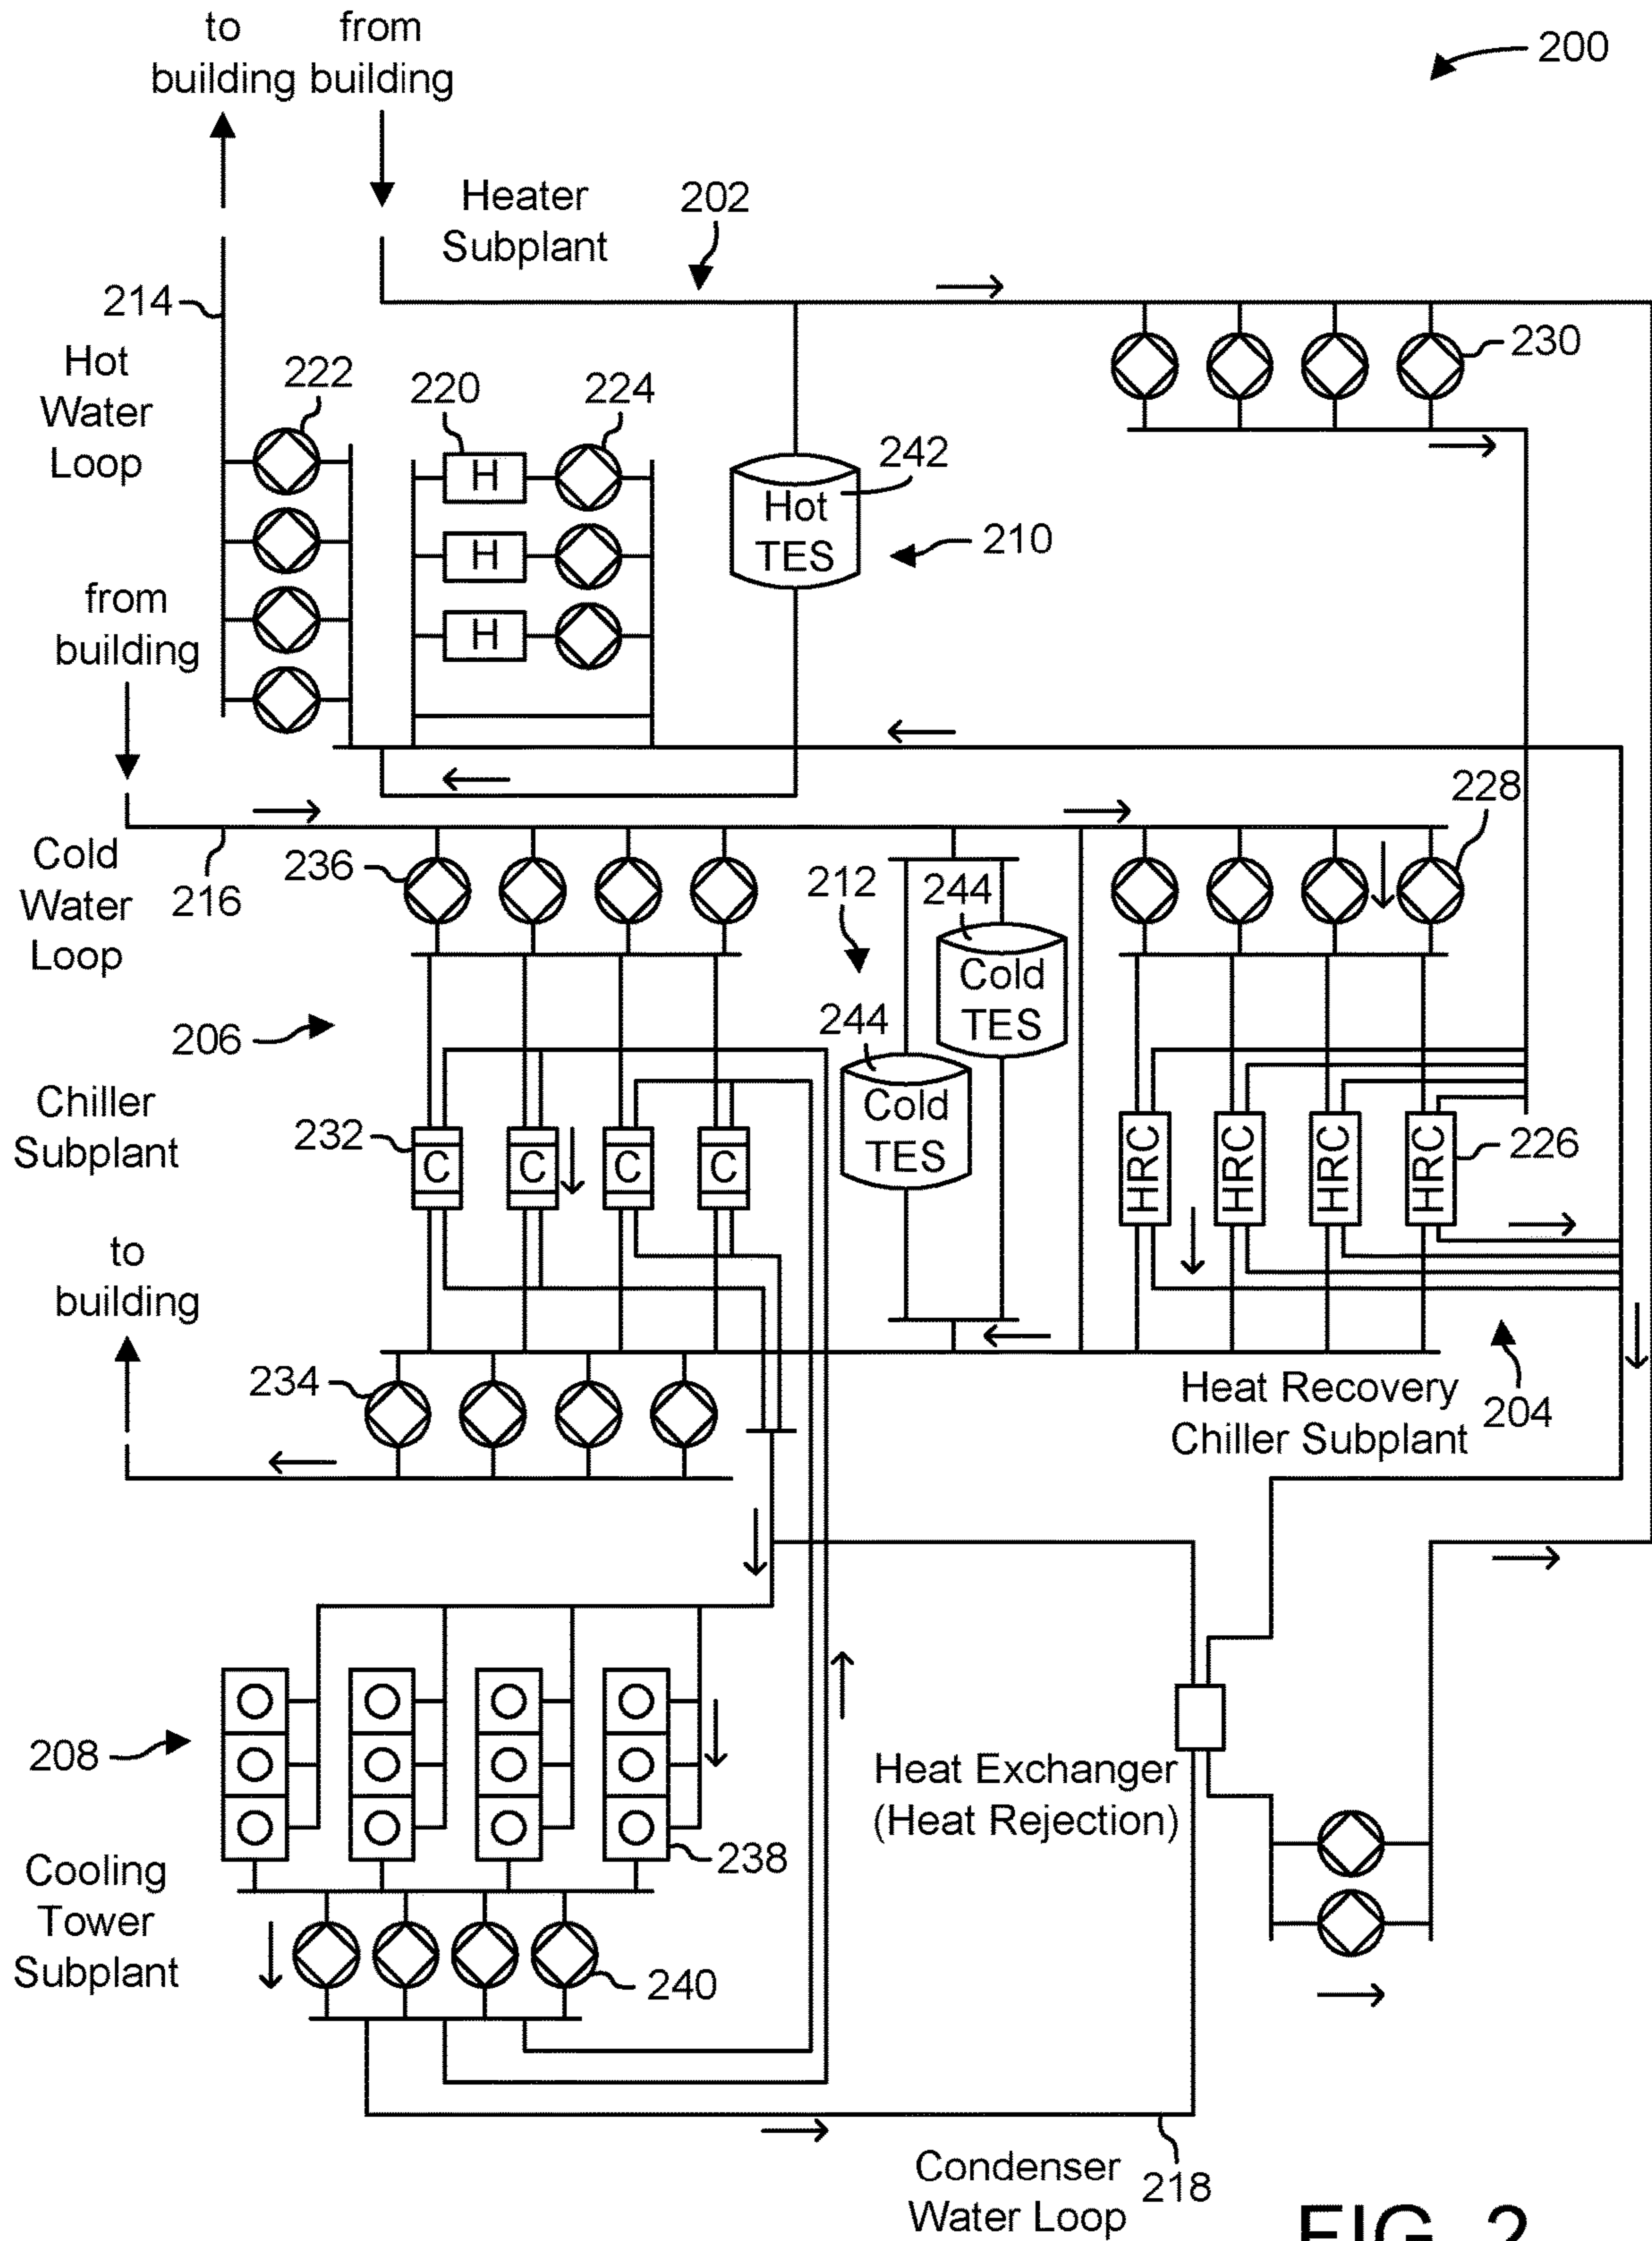 to from
building from building
200
Heater
Subplant
202
214
Hot
Water
Loop
222
220
224
230
H
H
H
242
Hot
TES
210
from
building
228
Cold
Water
Loop
216
236
212
244
Cold
TES
244
Cold
TES
206
Chiller
Subplant
232
C C C C
HRC HRC HRC HRC
226
to
building
234
Heat Recovery
Chiller Subplant
204
208
Heat Exchanger
(Heat Rejection)
238
Cooling
Tower
Subplant
240
Condenser
Water Loop
218
FIG. 2